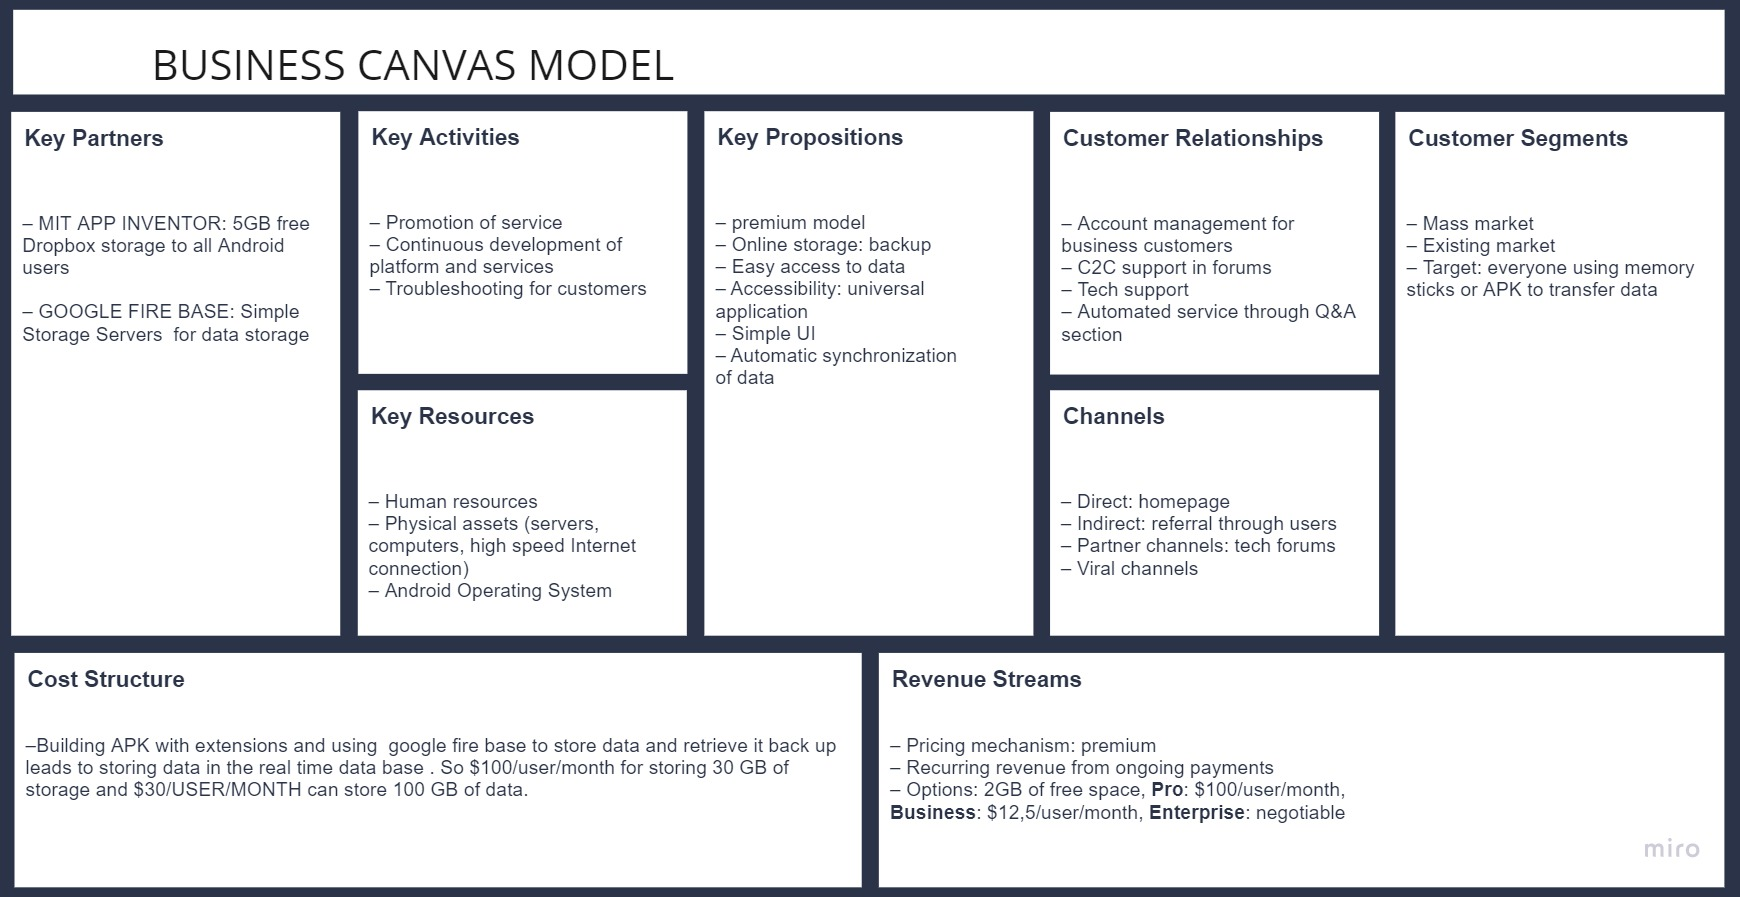 BUSINESS CANVAS MODEL
Key Partners
– MIT APP INVENTOR: 5GB free
Dropbox storage to all Android
users
– GOOGLE FIRE BASE: Simple
Storage Servers  for data storage
Key Activities
– Promotion of service
– Continuous development of
platform and services
– Troubleshooting for customers
Key Resources
– Human resources
– Physical assets (servers,
computers, high speed Internet
connection)
– Android Operating System
Key Propositions
– premium model
– Online storage: backup
– Easy access to data
– Accessibility: universal
application
– Simple UI
– Automatic synchronization
of data
Customer Relationships
– Account management for
business customers
– C2C support in forums
– Tech support
– Automated service through Q&A
section
Channels
– Direct: homepage
– Indirect: referral through users
– Partner channels: tech forums
– Viral channels
Customer Segments
– Mass market
– Existing market
– Target: everyone using memory
sticks or APK to transfer data
Cost Structure
–Building APK with extensions and using  google fire base to store data and retrieve it back up
leads to storing data in the real time data base . So $100/user/month for storing 30 GB of
storage and $30/USER/MONTH can store 100 GB of data.
Revenue Streams
– Pricing mechanism: premium
– Recurring revenue from ongoing payments
– Options: 2GB of free space, Pro: $100/user/month,
Business: $12,5/user/month, Enterprise: negotiable
miro